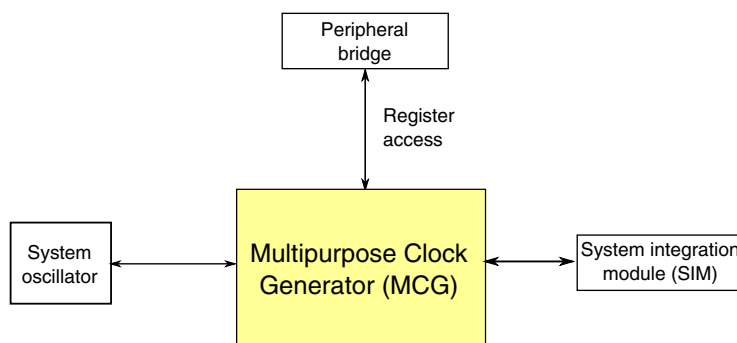 Peripheral
bridge
Register
access
System
oscillator
Multipurpose Clock
Generator (MCG)
System integration
module (SIM)